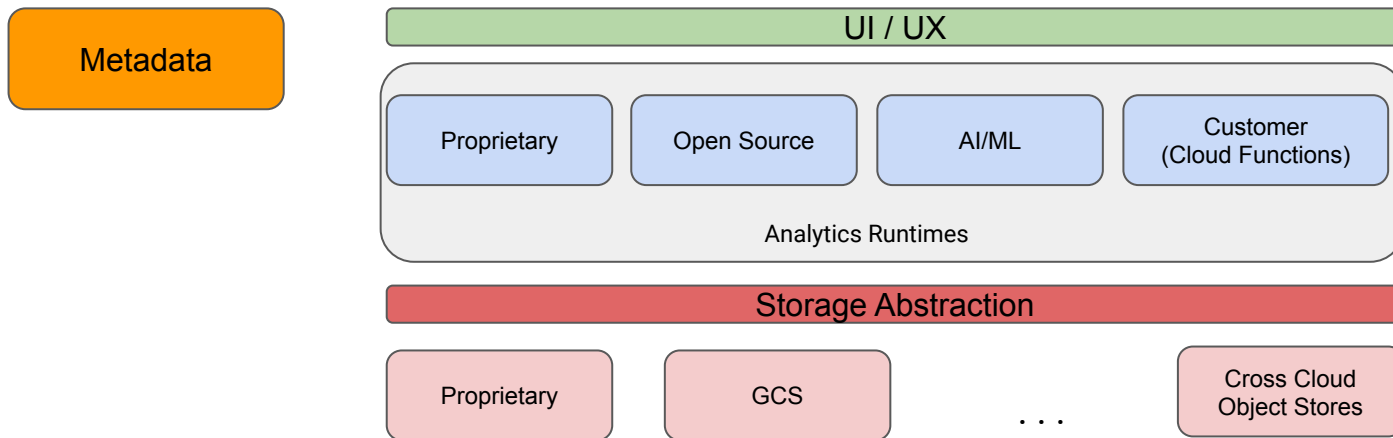 Metadata
UI / UX
Proprietary
Open Source
AI/ML
Customer
(Cloud Functions)
Analytics Runtimes
Storage Abstraction
Proprietary
GCS
. . .
Cross Cloud
Object Stores